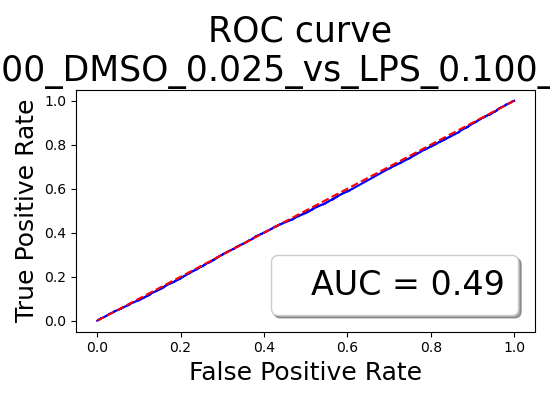 ROC curve
00_DMSO_0.025_vs_LPS_0.100_
True Positive Rate
1.0
0.8
0.6
0.4
0.2
0.0
AUC = 0.49
0.0 0.2 0.4 0.6 0.8 1.0
False Positive Rate